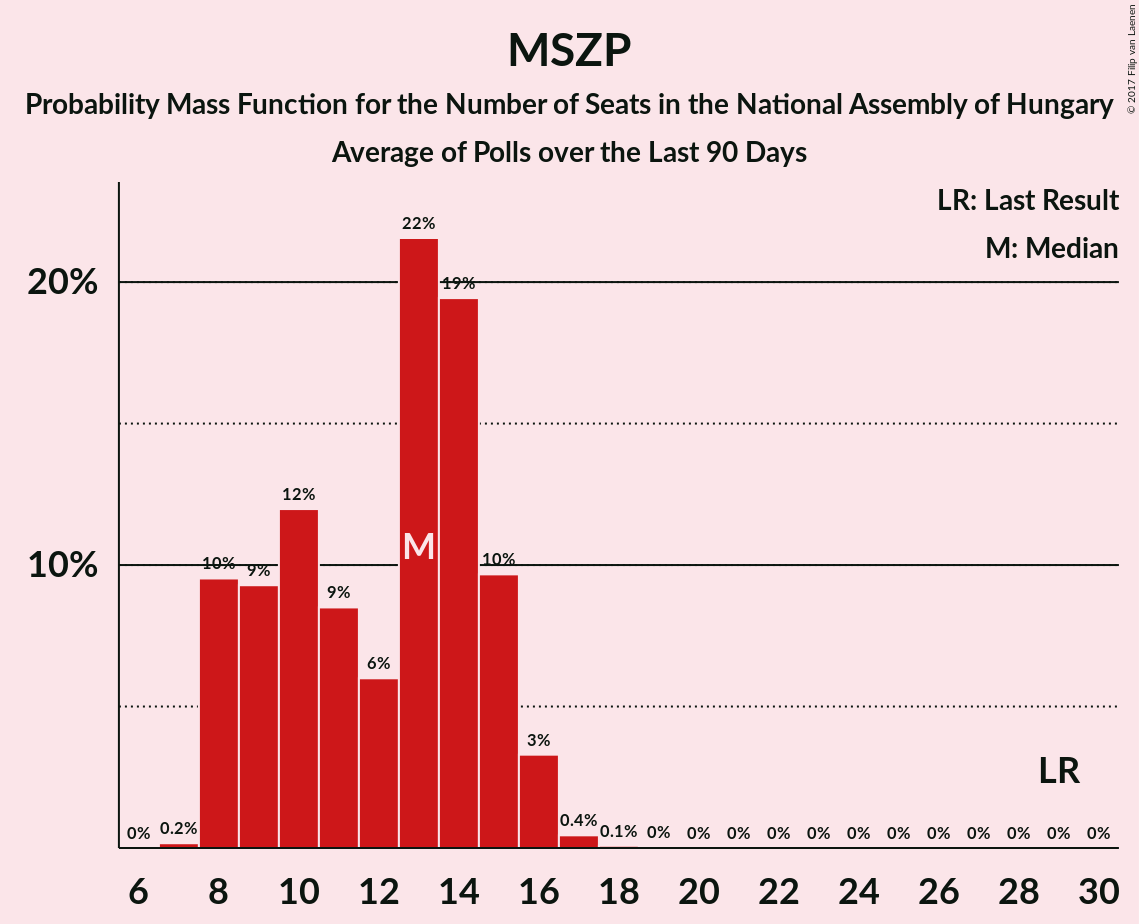 MSZP
Probability Mass Function for the Number of Seats in the National Assembly of Hungary
Average of Polls over the Last 90 Days
© 2017 Filip van Laenen
LR: Last Result
M: Median
20%
10%
0% 0.2% 10% 9% 12% 9% 6% 22% 19% 10% 3% 0.4% 0.1% 0% 0% 0% 0% 0% 0% 0% 0% 0% 0% 0% 0%
M
LR
6 8 10 12 14 16 18 20 22 24 26 28 30